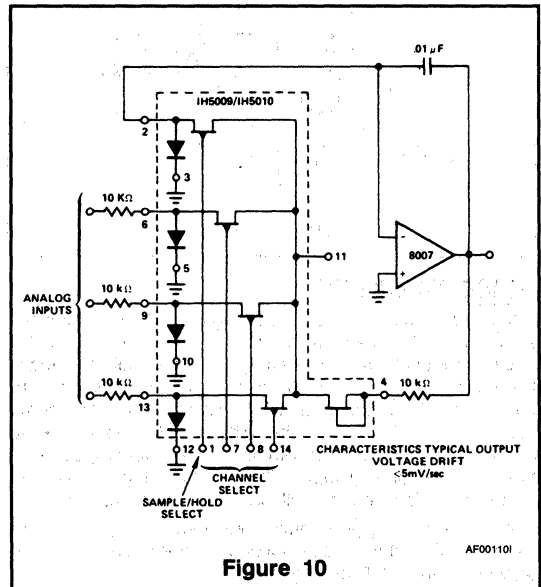 .01 μF
IH5009/IH5010
2
3
10 KΩ
6
5
8007
-
+
11
ANALOG
INPUTS
10 kΩ
9
10
10 kΩ
13
4
10 kΩ
12
1
7
8
14
CHARACTERISTICS TYPICAL OUTPUT
VOLTAGE DRIFT
<5mV/sec
CHANNEL
SELECT
SAMPLE/HOLD
SELECT
AF00110I
Figure 10